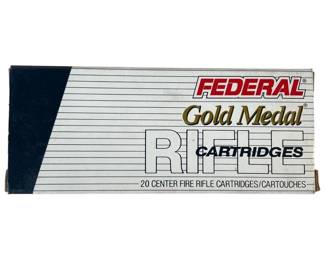 FEDERAL
Gold Medal
RIFLE
CARTRIDGES
20 CENTER FIRE RIFLE CARTRIDGES/CARTOUCHES